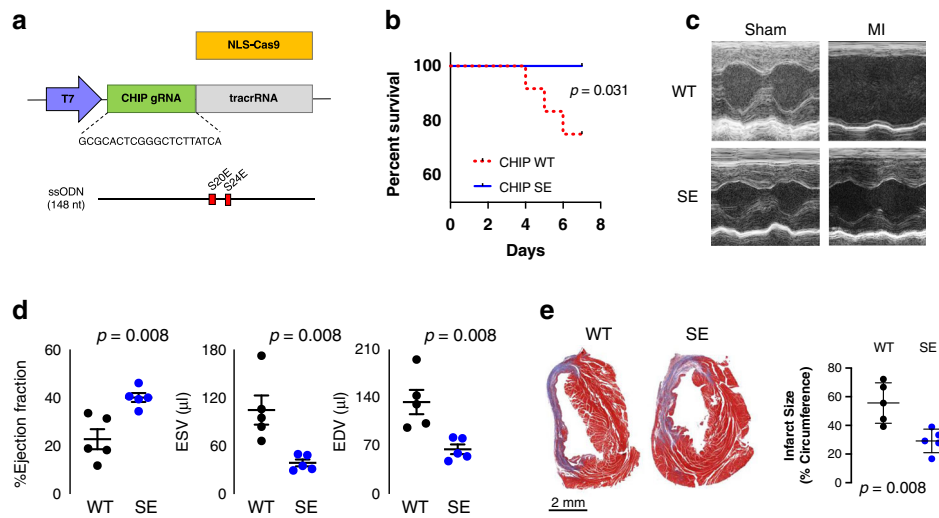 a
NLS-Cas9
T7
CHIP gRNA
tracrRNA
GCGCACTCGGGCTCTTATCA
S20E
S24E
ssODN
(148 nt)
b
Percent survival
100
80
60
p = 0.031
CHIP WT
CHIP SE
0
2
4
6
8
Days
c
Sham
MI
WT
SE
d
p = 0.008
%Ejection fraction
60
40
20
0
WT
SE
ESV (µl)
180
120
60
0
WT
SE
p = 0.008
EDV (µl)
210
140
70
0
WT
SE
e
WT
SE
2 mm
WT
SE
Infarct Size
(% Circumference)
80
60
40
20
0
p = 0.008